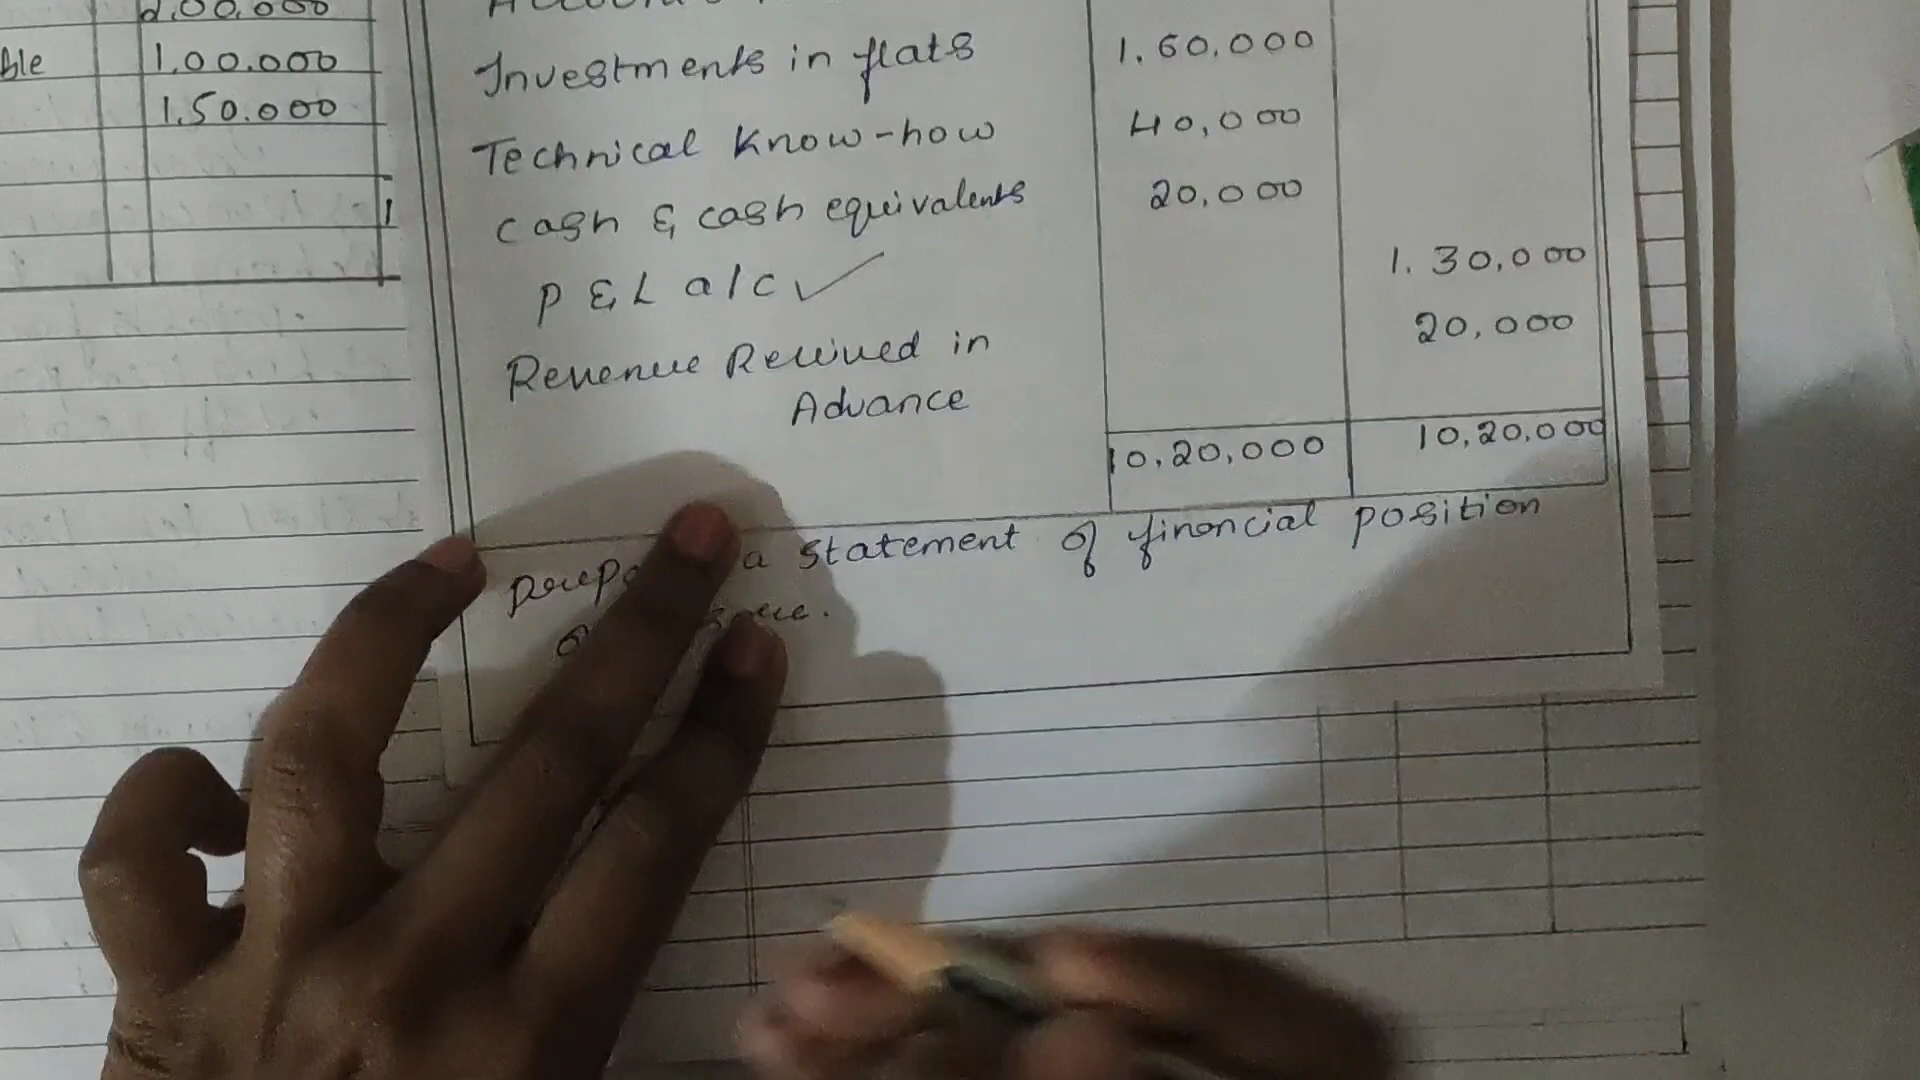 2,00,000
ble 1,00,000
1,50,000
Investments in flats 1,60,000
Technical Know-how 40,000
cash & cash equivalents 20,000
P & L a/c ✓ 1,30,000
Revenue Received in 20,000
Advance
10,20,000 10,20,000
a statement of financial position